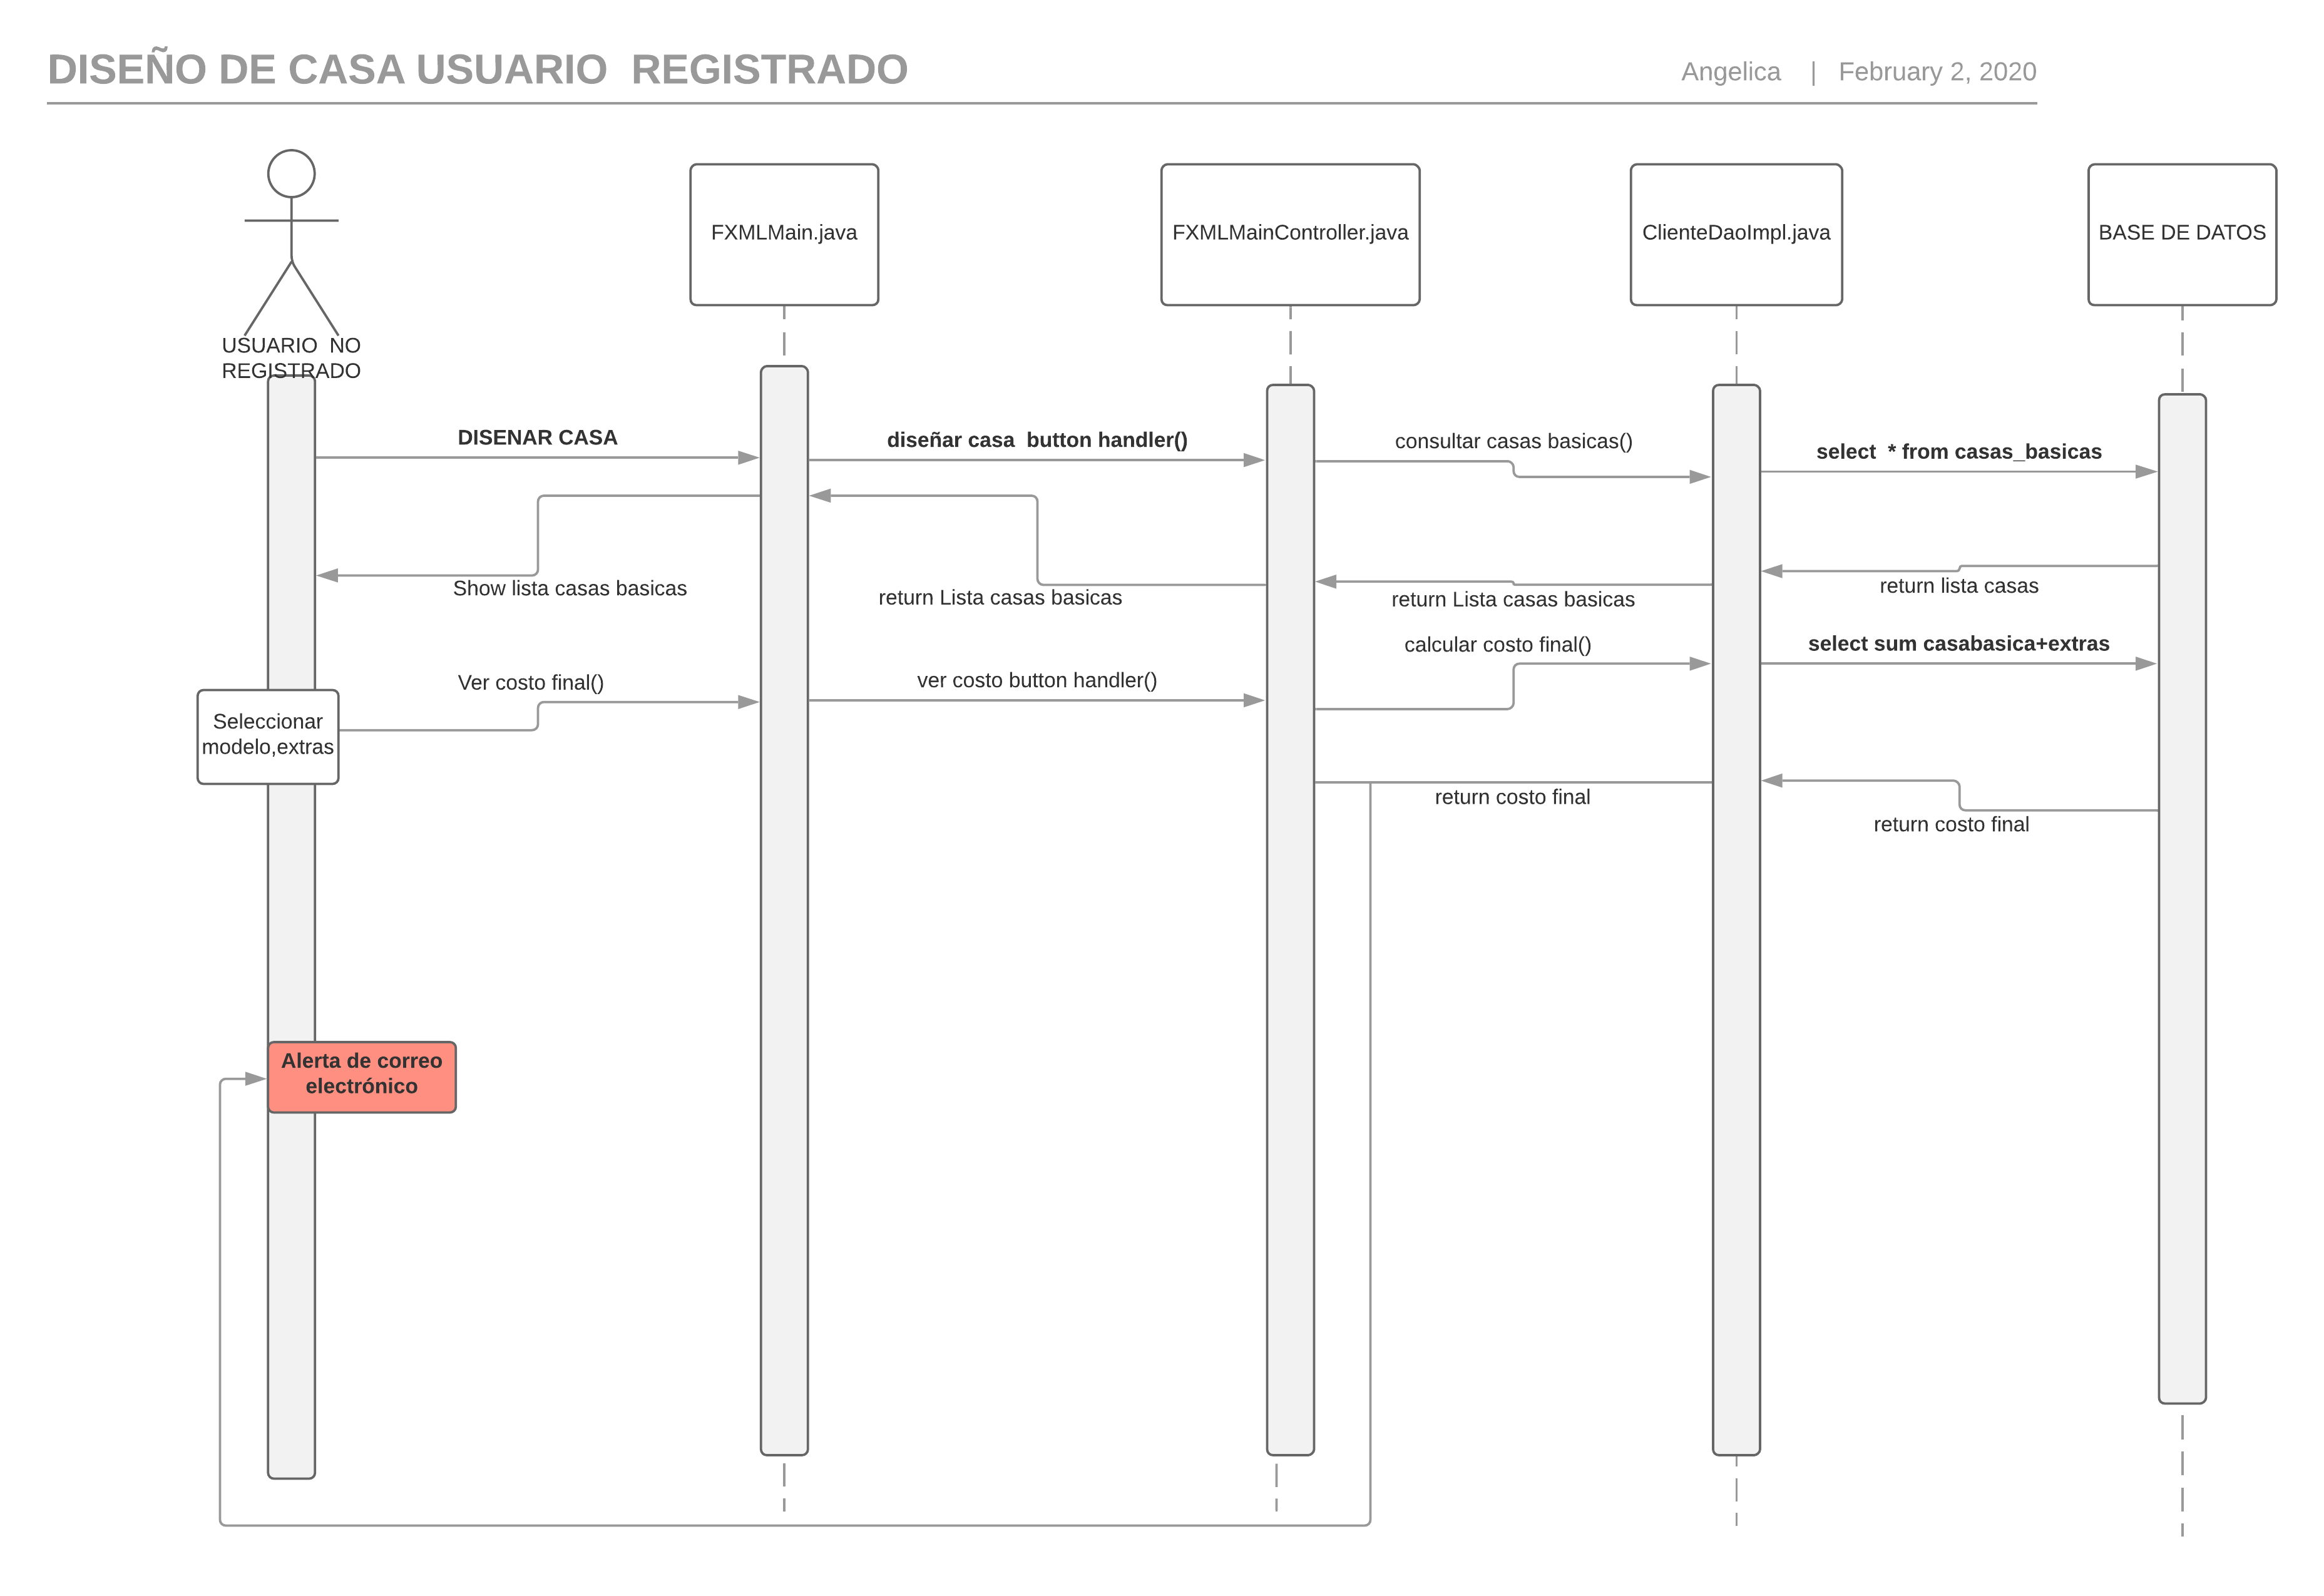 DISEÑO DE CASA USUARIO  REGISTRADO
Angelica | February 2, 2020
FXMLMain.java
FXMLMainController.java
ClienteDaoImpl.java
BASE DE DATOS
USUARIO  NO
REGISTRADO
DISENAR CASA
diseñar casa  button handler()
consultar casas basicas()
select  * from casas_basicas
Show lista casas basicas
return Lista casas basicas
return Lista casas basicas
return lista casas
calcular costo final()
select sum casabasica+extras
Ver costo final()
ver costo button handler()
Seleccionar
modelo,extras
return costo final
return costo final
Alerta de correo
electrónico